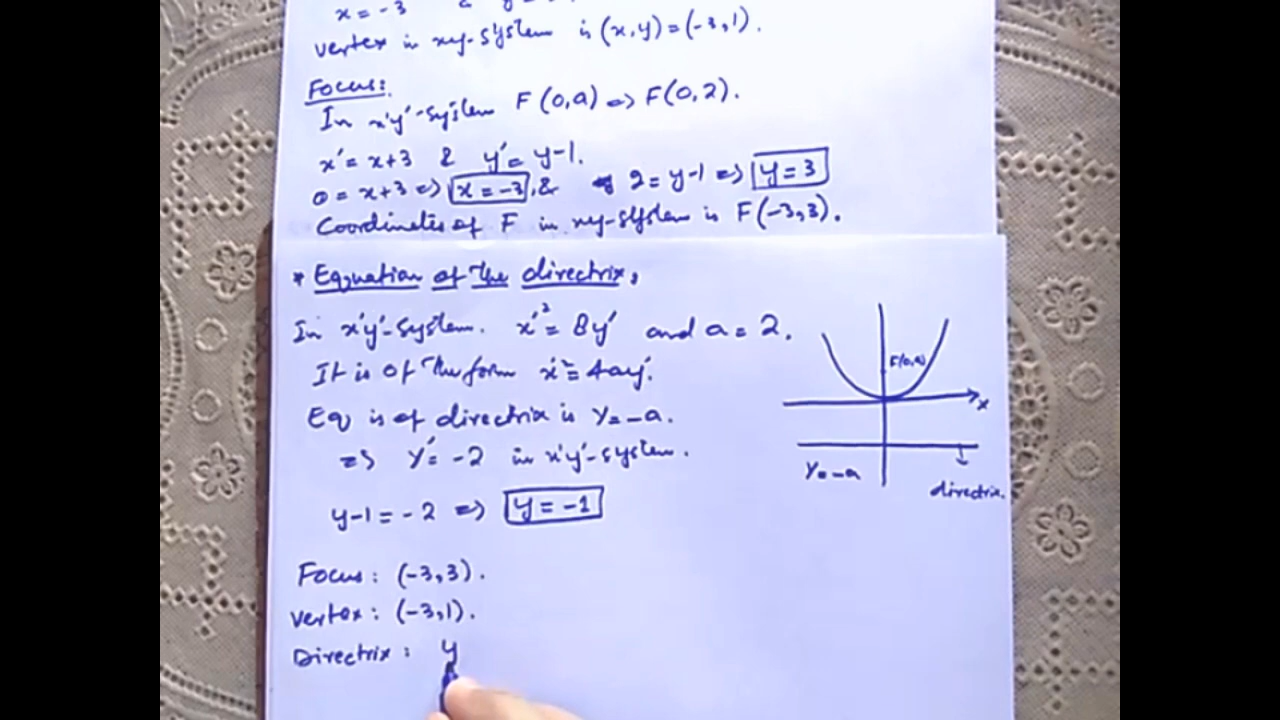 x = -3 & y =
vertex in xy-system is (x,y)=(-3,1).
Focus:
In x'y'-system F(0,a) => F(0,2).
x' = x+3 & y' = y-1.
0 = x+3 => x = -3, & 2 = y-1 => y = 3
Coordinates of F in xy-system is F(-3,3).
* Equation of the directrix,
In x'y'-system. x'² = 8y' and a = 2.
It is of the form x'² = 4ay'.
Eq is of directrix is y = -a.
=> y' = -2 in x'y'-system.
y-1 = -2 => y = -1
Focus: (-3,3).
vertex: (-3,1).
Directrix: y
F(0,a)
x
y = -a
directrix.